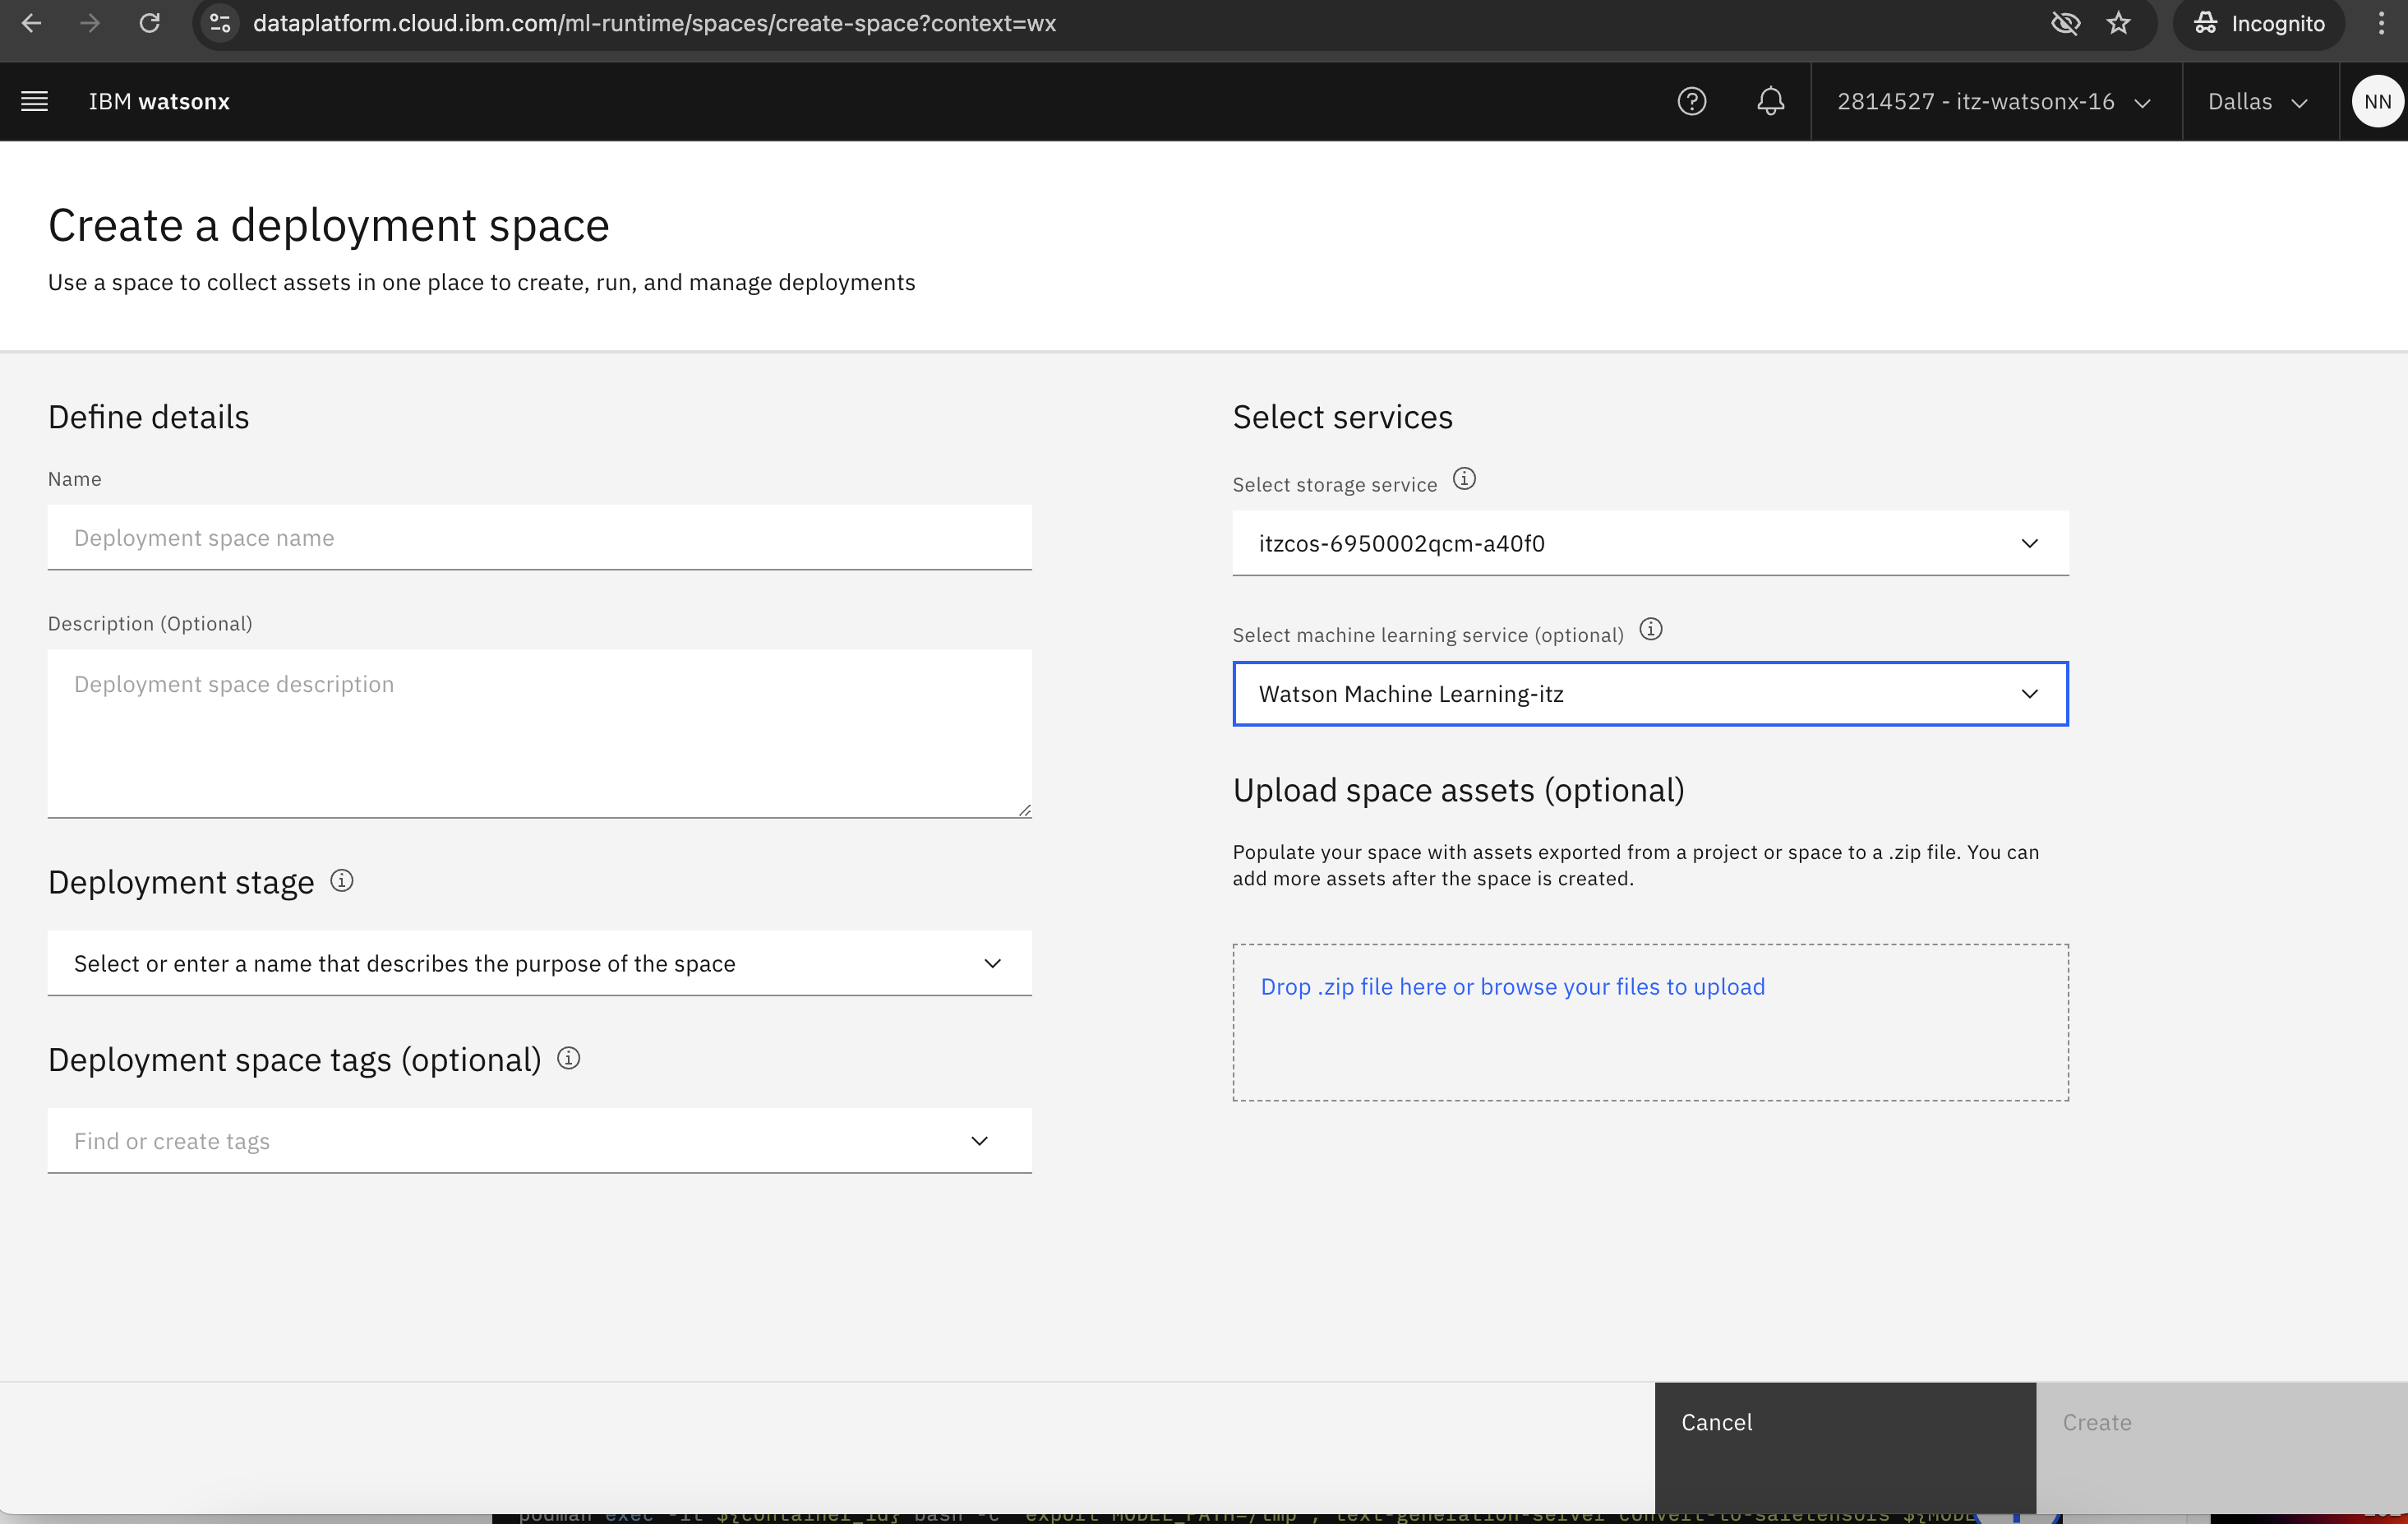 dataplatform.cloud.ibm.com/ml-runtime/spaces/create-space?context=wx
Incognito
IBM watsonx
2814527 - itz-watsonx-16
Dallas
NN
Create a deployment space
Use a space to collect assets in one place to create, run, and manage deployments
Define details
Name
Deployment space name
Description (Optional)
Deployment space description
Deployment stage
Select or enter a name that describes the purpose of the space
Deployment space tags (optional)
Find or create tags
Select services
Select storage service
itzcos-6950002qcm-a40f0
Select machine learning service (optional)
Watson Machine Learning-itz
Upload space assets (optional)
Populate your space with assets exported from a project or space to a .zip file. You can
add more assets after the space is created.
Drop .zip file here or browse your files to upload
Cancel
Create